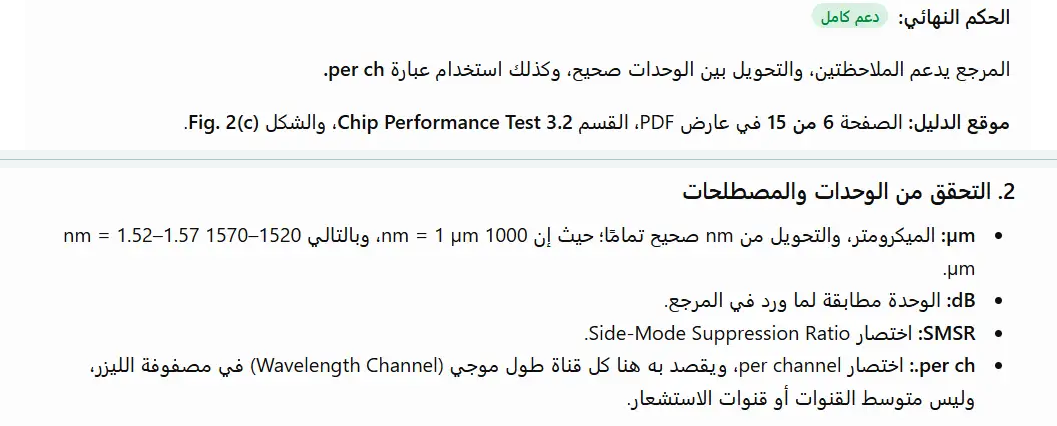 الحكم النهائي: دعم كامل
المرجع يدعم الملاحظتين، والتحويل بين الوحدات صحيح، وكذلك استخدام عبارة per ch.
موقع الدليل: الصفحة 6 من 15 في عارض PDF، القسم 3.2 Chip Performance Test، والشكل Fig. 2(c).
2. التحقق من الوحدات والمصطلحات
µm: الميكرومتر، والتحويل من nm صحيح تمامًا؛ حيث إن 1000 nm = 1 µm، وبالتالي 1520–1570 nm = 1.52–1.57
µm.
dB: الوحدة مطابقة لما ورد في المرجع.
SMSR: اختصار Side-Mode Suppression Ratio.
per ch.: اختصار per channel، ويقصد به هنا كل قناة طول موجي (Wavelength Channel) في مصفوفة الليزر،
وليس متوسط القنوات أو قنوات الاستشعار.